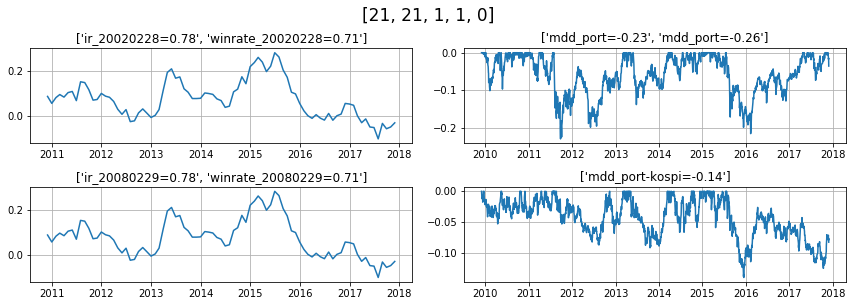 [21, 21, 1, 1, 0]
['ir_20020228=0.78', 'winrate_20020228=0.71']
0.2
0.0
2011 2012 2013 2014 2015 2016 2017 2018
['mdd_port=-0.23', 'mdd_port=-0.26']
0.0
−0.1
−0.2
2010 2011 2012 2013 2014 2015 2016 2017 2018
['ir_20080229=0.78', 'winrate_20080229=0.71']
0.2
0.0
2011 2012 2013 2014 2015 2016 2017 2018
['mdd_port-kospi=-0.14']
0.00
−0.05
−0.10
2010 2011 2012 2013 2014 2015 2016 2017 2018